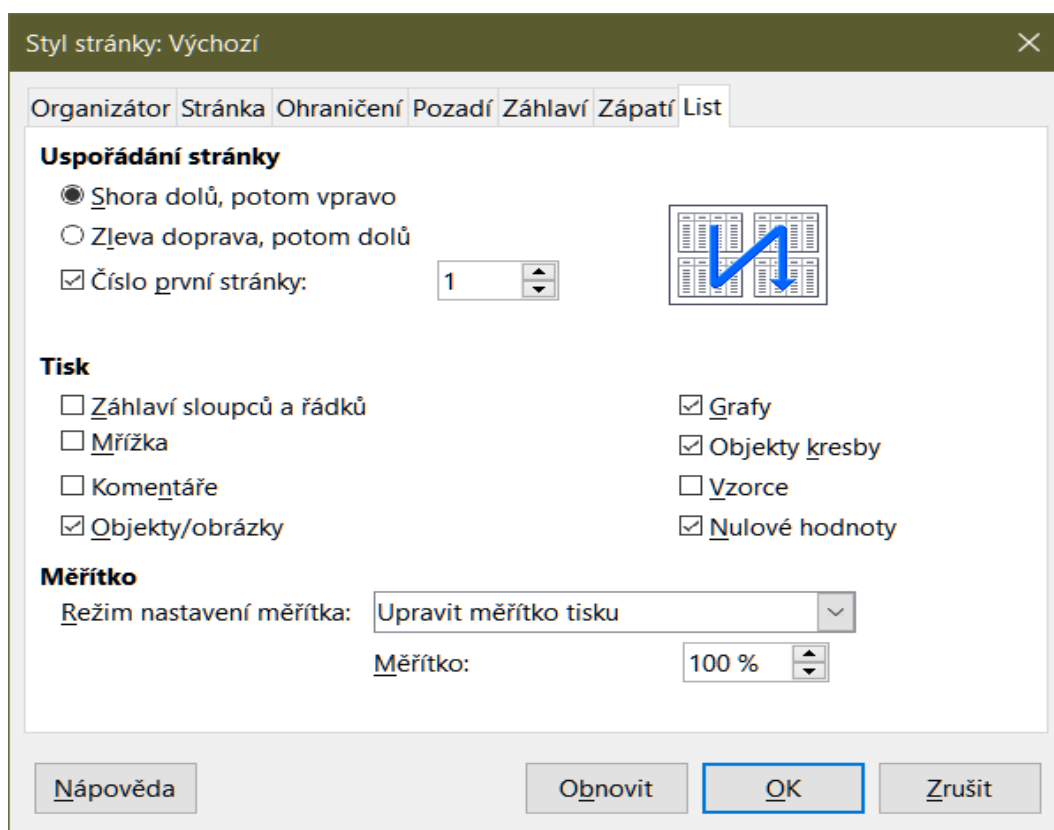 Styl stránky: Výchozí
Organizátor Stránka Ohraničení Pozadí Záhlaví Zápatí List
Uspořádání stránky
Shora dolů, potom vpravo
Zleva doprava, potom dolů
Číslo první stránky: 1
Tisk
Záhlaví sloupců a řádků
Grafy
Mřížka
Objekty kresby
Komentáře
Vzorce
Objekty/obrázky
Nulové hodnoty
Měřítko
Režim nastavení měřítka: Upravit měřítko tisku
Měřítko: 100 %
Nápověda Obnovit OK Zrušit